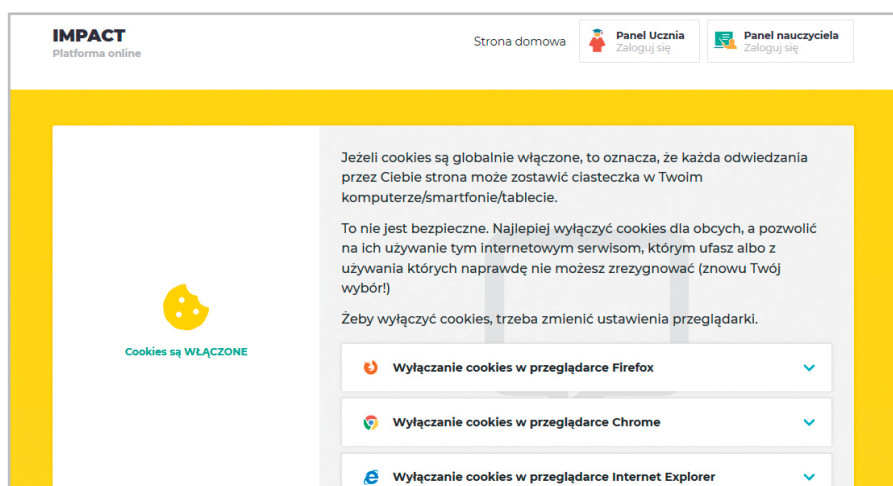 IMPACT
Platforma online
Strona domowa
Panel Ucznia
Zaloguj się
Panel nauczyciela
Zaloguj się
Cookies są WŁĄCZONE
Jeżeli cookies są globalnie włączone, to oznacza, że każda odwiedzania
przez Ciebie strona może zostawić ciasteczka w Twoim
komputerze/smartfonie/tablecie.
To nie jest bezpieczne. Najlepiej wyłączyć cookies dla obcych, a pozwolić
na ich używanie tym internetowym serwisom, którym ufasz albo z
używania których naprawdę nie możesz zrezygnować (znowu Twój
wybór!)
Żeby wyłączyć cookies, trzeba zmienić ustawienia przeglądarki.
Wyłączanie cookies w przeglądarce Firefox
Wyłączanie cookies w przeglądarce Chrome
Wyłączanie cookies w przeglądarce Internet Explorer